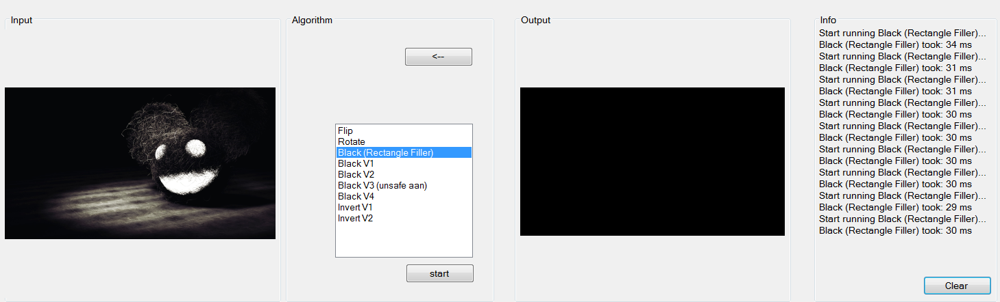 Input
Algorithm
<--
Flip
Rotate
Black (Rectangle Filler)
Black V1
Black V2
Black V3 (unsafe aan)
Black V4
Invert V1
Invert V2
start
Output
Info
Start running Black (Rectangle Filler)...
Black (Rectangle Filler) took: 34 ms
Start running Black (Rectangle Filler)...
Black (Rectangle Filler) took: 31 ms
Start running Black (Rectangle Filler)...
Black (Rectangle Filler) took: 31 ms
Start running Black (Rectangle Filler)...
Black (Rectangle Filler) took: 30 ms
Start running Black (Rectangle Filler)...
Black (Rectangle Filler) took: 30 ms
Start running Black (Rectangle Filler)...
Black (Rectangle Filler) took: 30 ms
Start running Black (Rectangle Filler)...
Black (Rectangle Filler) took: 30 ms
Start running Black (Rectangle Filler)...
Black (Rectangle Filler) took: 29 ms
Start running Black (Rectangle Filler)...
Black (Rectangle Filler) took: 30 ms
Clear